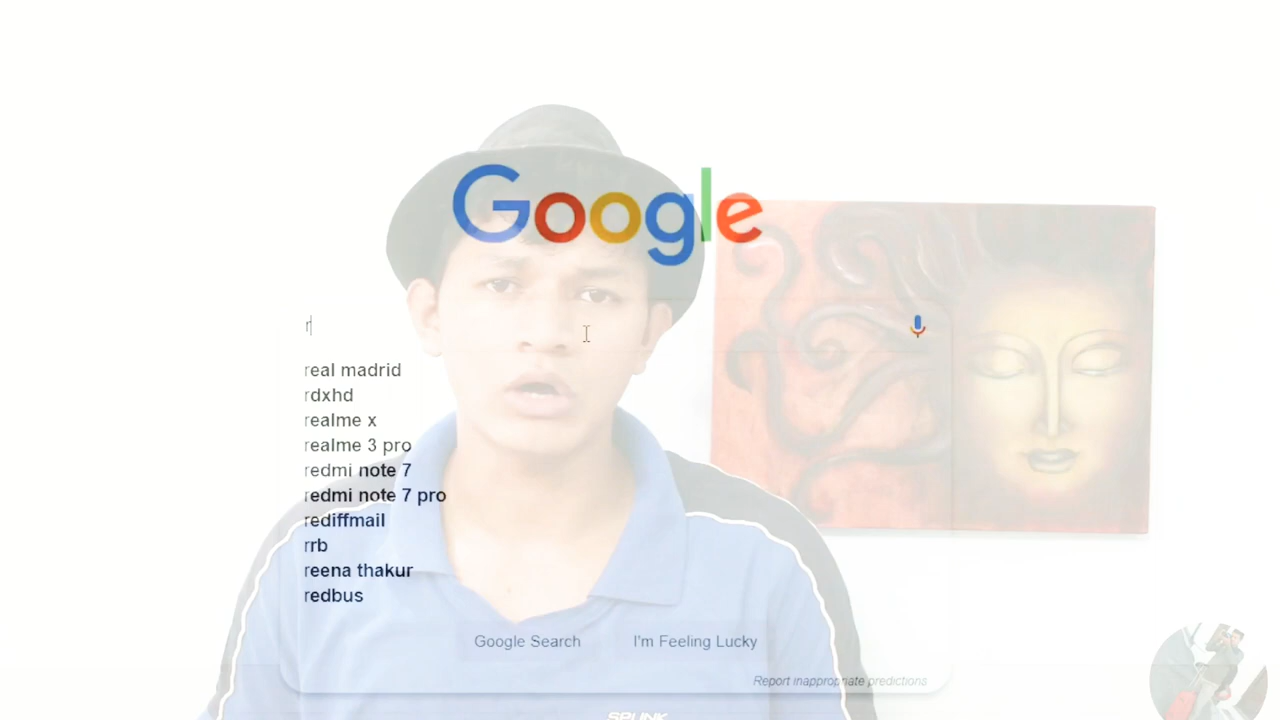 Google
r
real madrid
rdxhd
realme x
realme 3 pro
redmi note 7
redmi note 7 pro
rediffmail
rrb
reena thakur
redbus
Google Search
I'm Feeling Lucky
Report inappropriate predictions
SPUNK